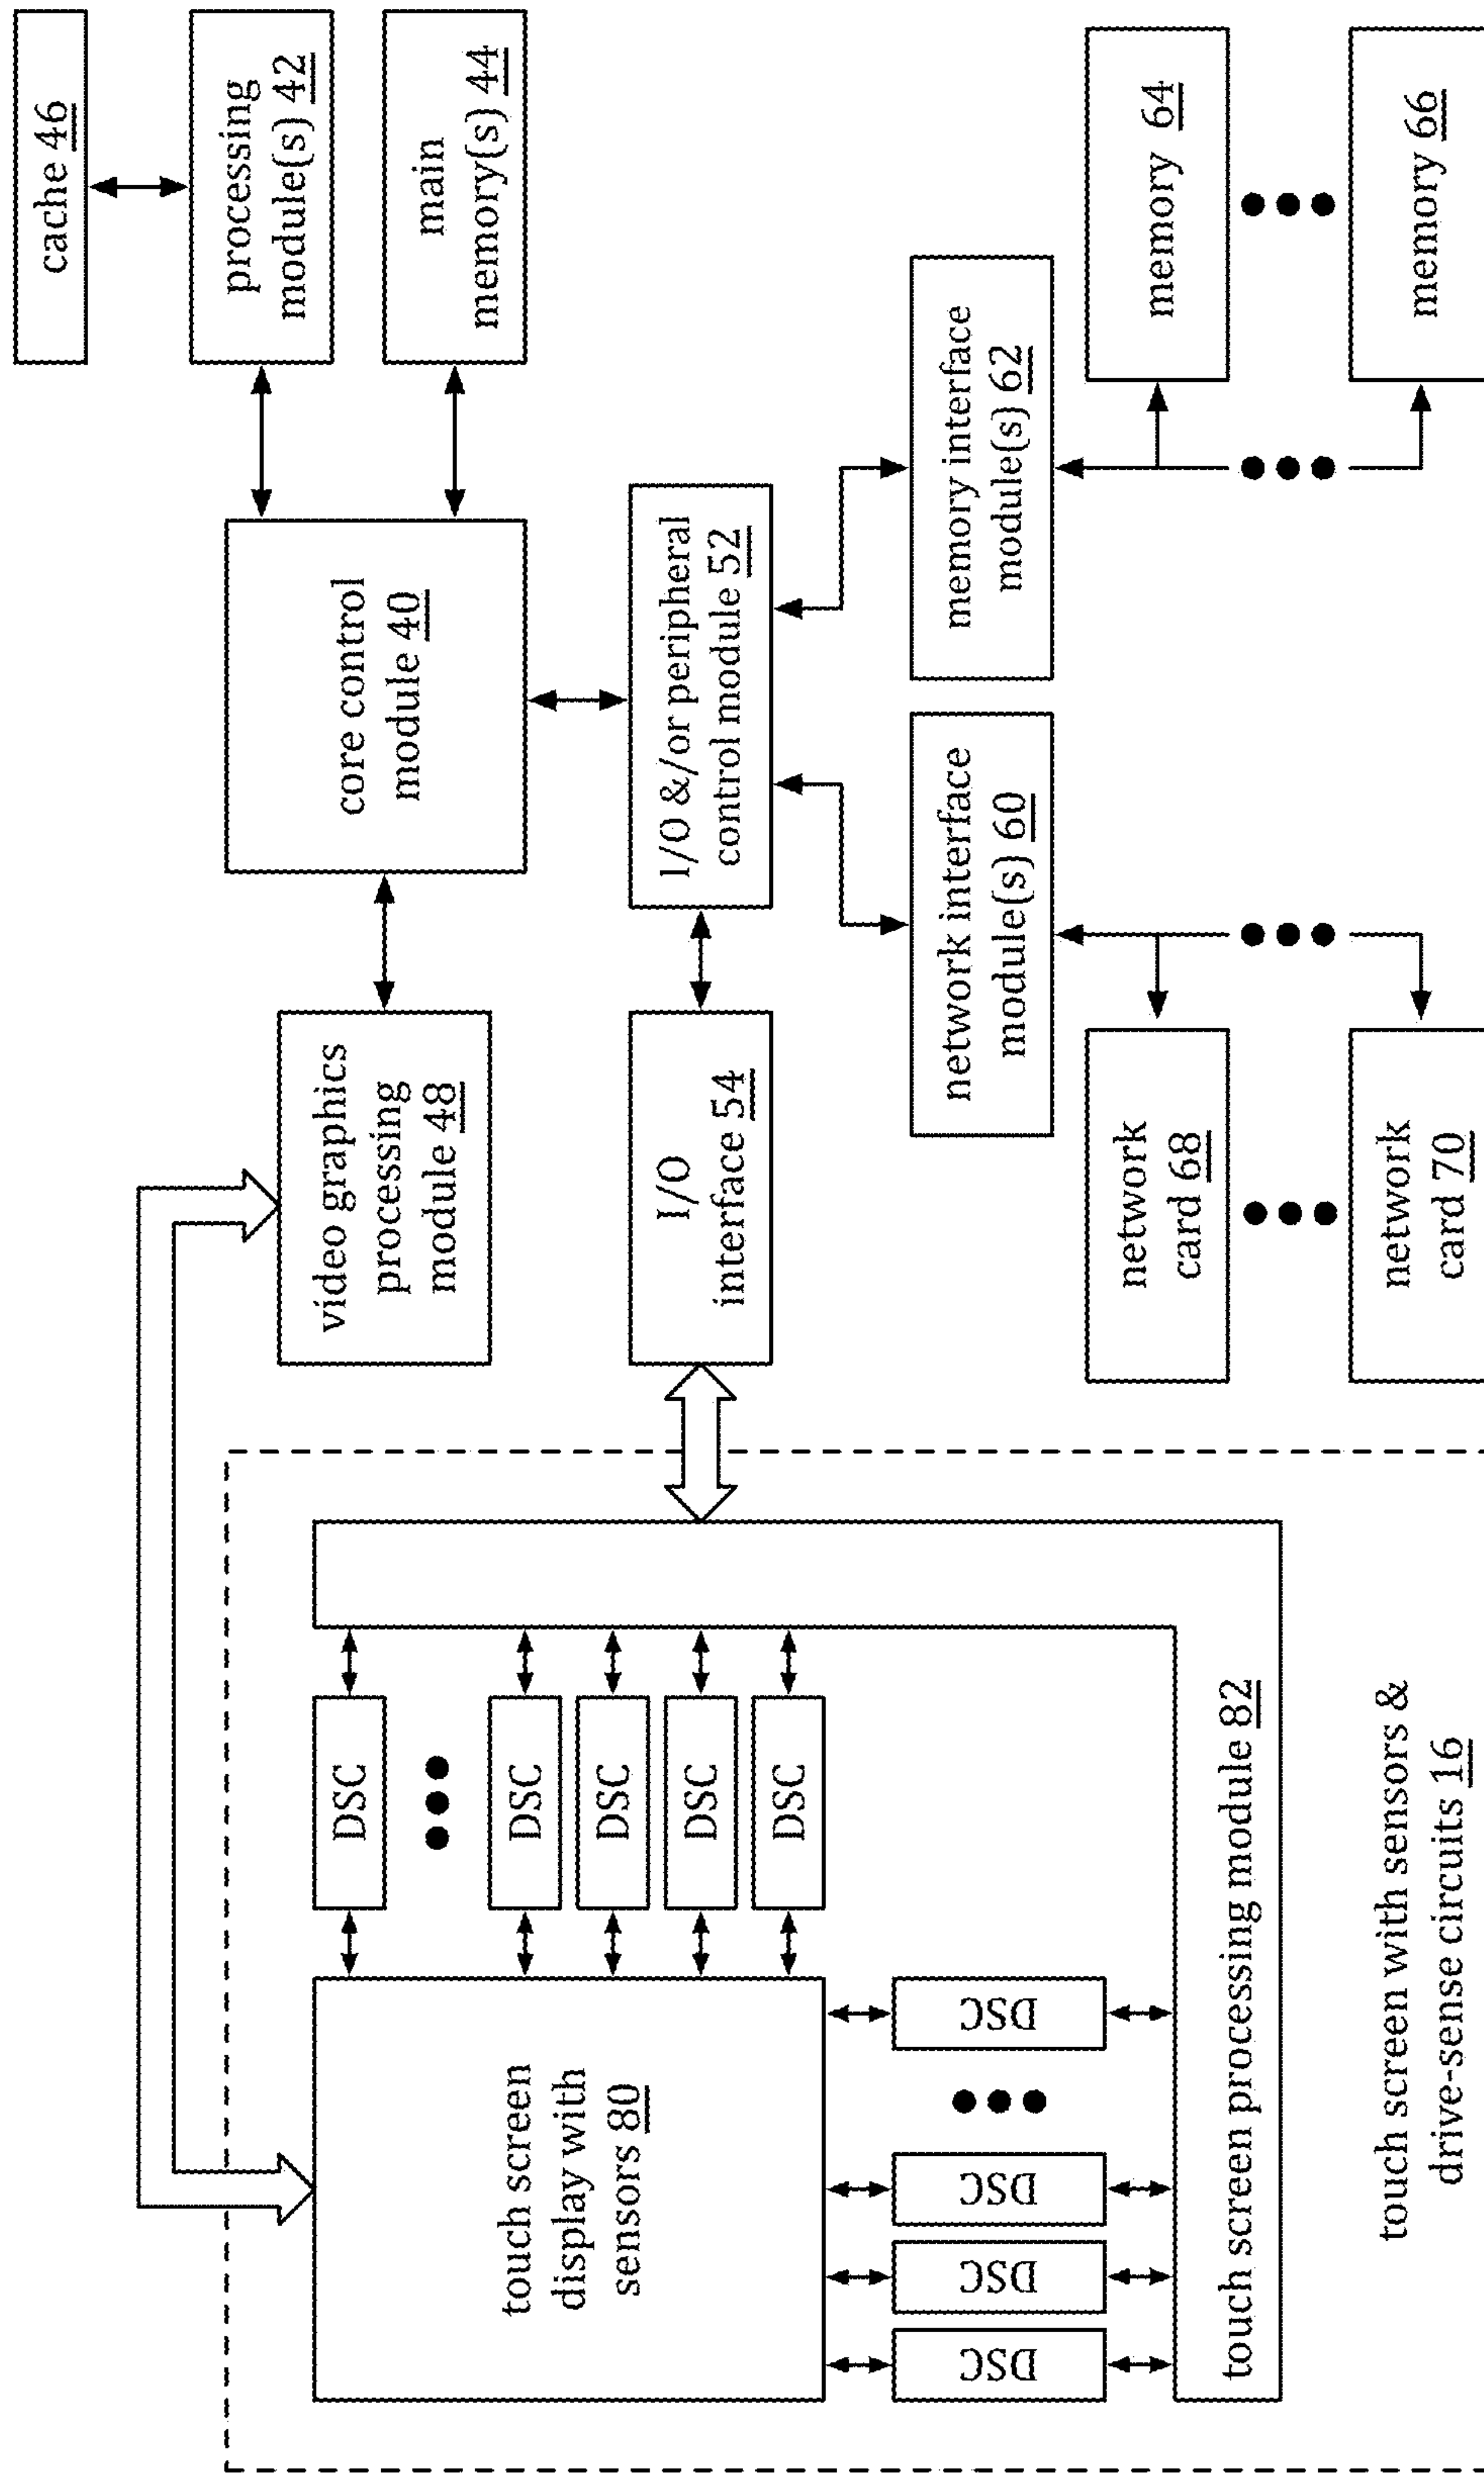 cache 46
processing
module(s) 42
main
memory(s) 44
core control
module 40
video graphics
processing
module 48
I/O &/or peripheral
control module 52
I/O
interface 54
memory interface
module(s) 62
network interface
module(s) 60
memory 64
memory 66
network
card 68
network
card 70
touch screen
display with
sensors 80
DSC
DSC
DSC
DSC
DSC
DSC
DSC
DSC
DSC
touch screen processing module 82
touch screen with sensors &
drive-sense circuits 16